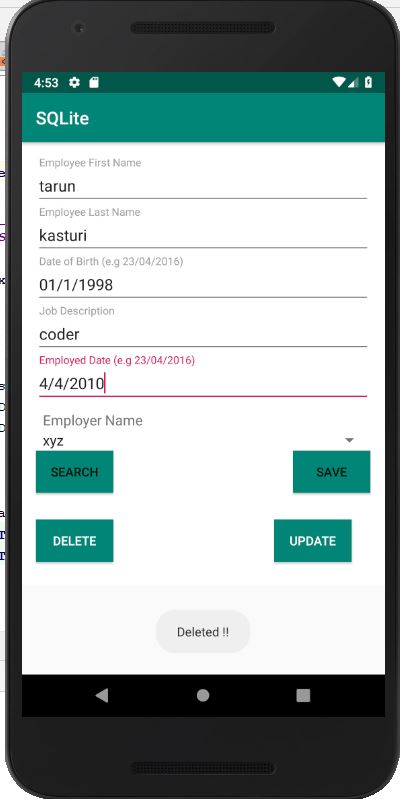 4:53
SQLite
Employee First Name
tarun
Employee Last Name
kasturi
Date of Birth (e.g 23/04/2016)
01/1/1998
Job Description
coder
Employed Date (e.g 23/04/2016)
4/4/2010
Employer Name
xyz
SEARCH SAVE
DELETE UPDATE
Deleted !!